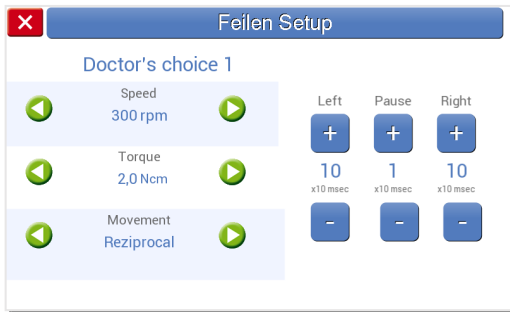 Feilen Setup
Doctor's choice 1
Speed
300 rpm
Torque
2,0 Ncm
Movement
Reziprocal
Left Pause Right
+ + +
10 1 10
x10 msec x10 msec x10 msec
- - -